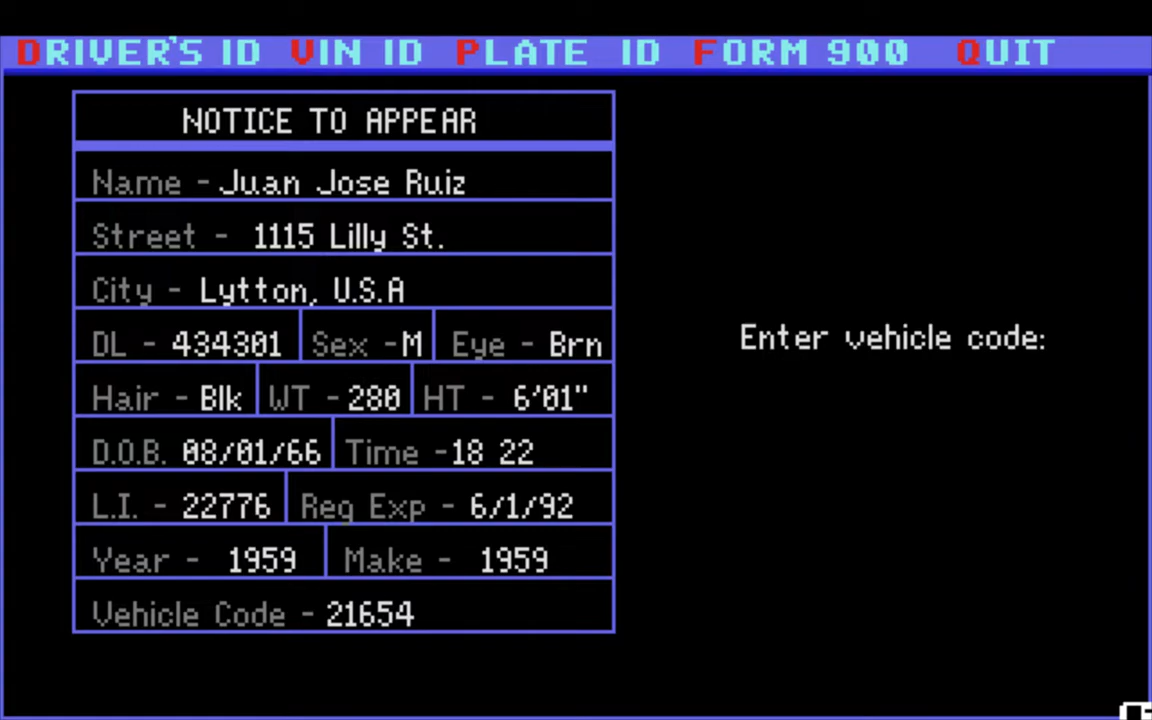 DRIVER'S ID VIN ID PLATE ID FORM 900 QUIT
NOTICE TO APPEAR
Name - Juan Jose Ruiz
Street - 1115 Lilly St.
City - Lytton, U.S.A
DL - 434301 Sex -M Eye - Brn
Hair - Blk WT -280 HT - 6'01"
D.O.B. 08/01/66 Time -18 22
L.I. - 22776 Reg Exp - 6/1/92
Year - 1959 Make - 1959
Vehicle Code - 21654
Enter vehicle code: